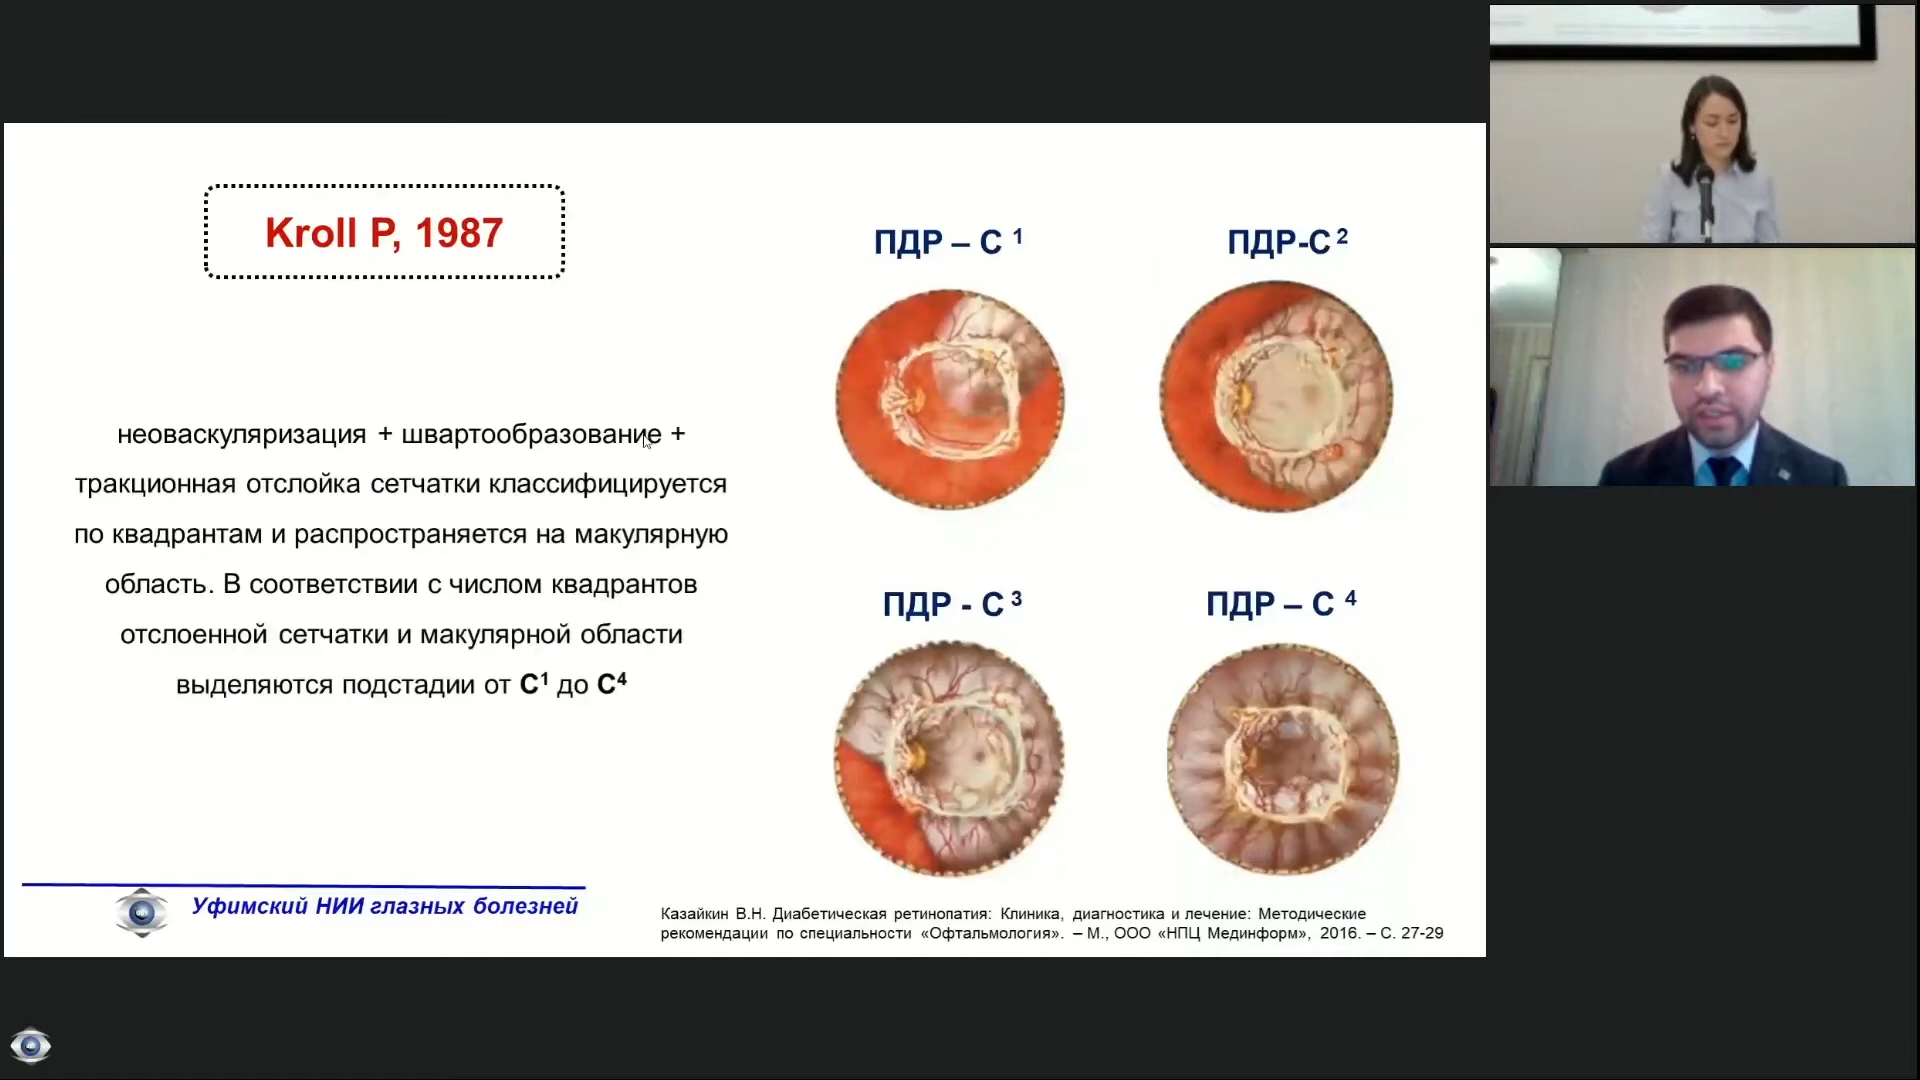 Kroll P, 1987
неоваскуляризация + швартообразование +
тракционная отслойка сетчатки классифицируется
по квадрантам и распространяется на макулярную
область. В соответствии с числом квадрантов
отслоенной сетчатки и макулярной области
выделяются подстадии от С¹ до С⁴
ПДР – С ¹
ПДР-С ²
ПДР - С ³
ПДР – С ⁴
Уфимский НИИ глазных болезней
Казайкин В.Н. Диабетическая ретинопатия: Клиника, диагностика и лечение: Методические
рекомендации по специальности «Офтальмология». – М., ООО «НПЦ Мединформ», 2016. – С. 27-29